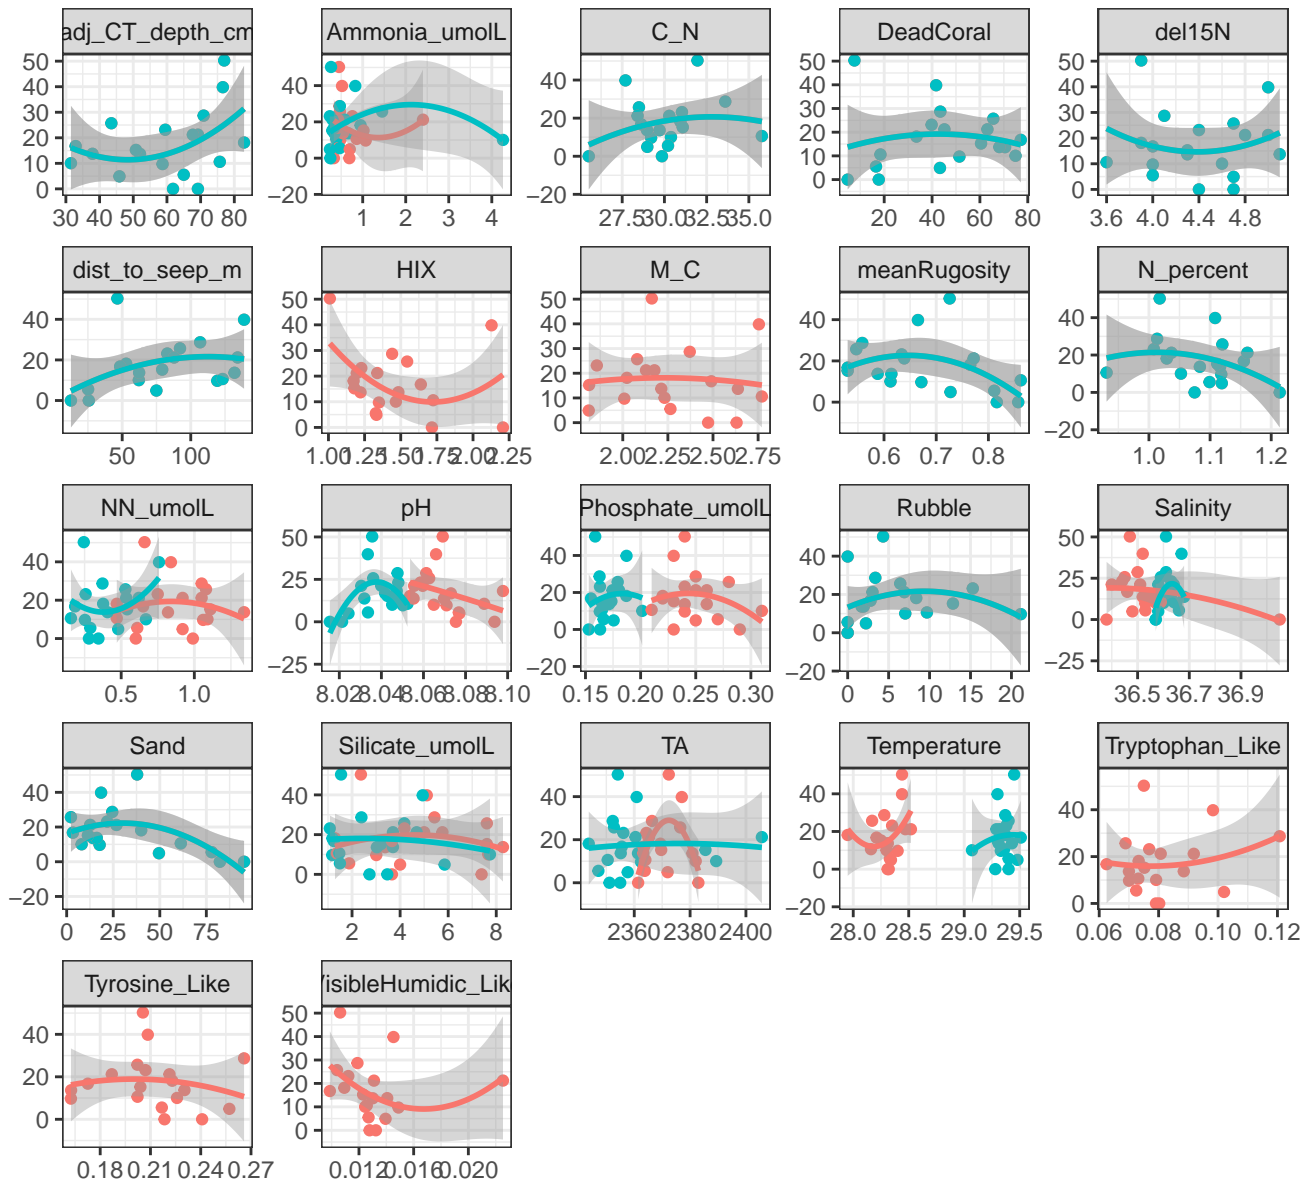 adj_CT_depth_cm Ammonia_umolL C_N DeadCoral del15N
50 40 30 20 10 0
40 20 0 −20
40 20 0
50 40 30 20 10 0
50 40 30 20 10 0
30 40 50 60 70 80
1 2 3 4
27.5 30.0 32.5 35.0
20 40 60 80
3.6 4.0 4.4 4.8
dist_to_seep_m HIX M_C meanRugosity N_percent
40 20 0
50 40 30 20 10 0
50 40 30 20 10 0
40 20 0
40 20 0 −20
50 100
1.00 1.25 1.50 1.75 2.00 2.25
2.00 2.25 2.50 2.75
0.6 0.7 0.8
1.0 1.1 1.2
NN_umolL pH Phosphate_umolL Rubble Salinity
40 20 0
50 25 0 −25
40 20 0 −20
40 20 0 −20
50 25 0 −25
0.5 1.0
8.02 8.04 8.06 8.08 8.10
0.15 0.20 0.25 0.30
0 5 10 15 20
36.5 36.7 36.9
Sand Silicate_umolL TA Temperature Tryptophan_Like
40 20 0 −20
40 20 0
40 20 0
40 20 0 −20
40 20 0
0 25 50 75
2 4 6 8
2360 2380 2400
28.0 28.5 29.0 29.5
0.06 0.08 0.10 0.12
Tyrosine_Like VisibleHumidic_Lik
40 20 0
50 40 30 20 10 0
0.18 0.21 0.24 0.27
0.012 0.016 0.020